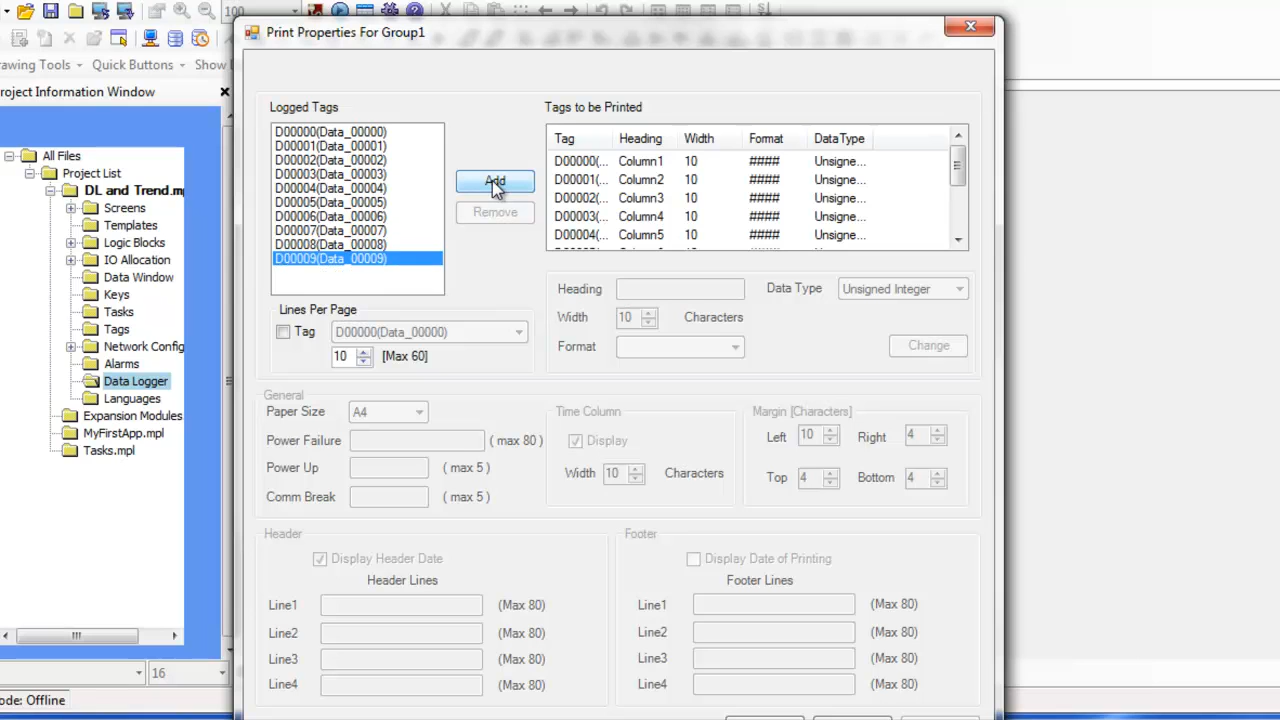 100
Print Properties For Group1
rawing Tools
Quick Buttons
Show
roject Information Window
All Files
Project List
DL and Trend.m
Screens
Templates
Logic Blocks
IO Allocation
Data Window
Keys
Tasks
Tags
Network Config
Alarms
Data Logger
Languages
Expansion Modules
MyFirstApp.mpl
Tasks.mpl
16
ode: Offline
Logged Tags
D00000(Data_00000)
D00001(Data_00001)
D00002(Data_00002)
D00003(Data_00003)
D00004(Data_00004)
D00005(Data_00005)
D00006(Data_00006)
D00007(Data_00007)
D00008(Data_00008)
D00009(Data_00009)
Add
Remove
Tags to be Printed
Tag Heading Width Format DataType
D00000(... Column1 10 #### Unsigne...
D00001(... Column2 10 #### Unsigne...
D00002(... Column3 10 #### Unsigne...
D00003(... Column4 10 #### Unsigne...
D00004(... Column5 10 #### Unsigne...
Lines Per Page
Tag D00000(Data_00000)
10 [Max 60]
Heading Data Type Unsigned Integer
Width 10 Characters
Format Change
General
Paper Size A4
Power Failure ( max 80 )
Power Up ( max 5 )
Comm Break ( max 5 )
Time Column
Display
Width 10 Characters
Margin [Characters]
Left 10 Right 4
Top 4 Bottom 4
Header
Display Header Date
Header Lines
Line1 (Max 80)
Line2 (Max 80)
Line3 (Max 80)
Line4 (Max 80)
Footer
Display Date of Printing
Footer Lines
Line1 (Max 80)
Line2 (Max 80)
Line3 (Max 80)
Line4 (Max 80)